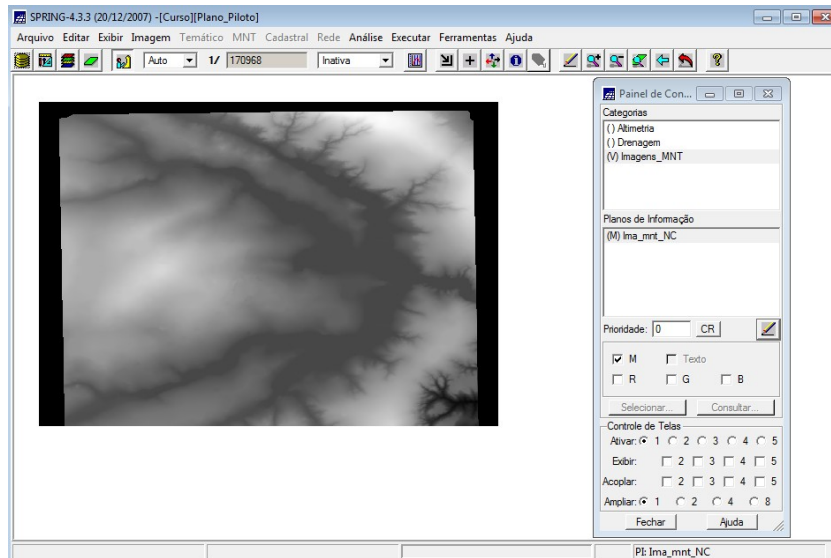 SPRING-4.3.3 (20/12/2007) -[Curso][Plano_Piloto]
Arquivo Editar Exibir Imagem Temático MNT Cadastral Rede Análise Executar Ferramentas Ajuda
Auto 1/ 170968 Inativa
Painel de Con...
Categorias
( ) Altimetria
( ) Drenagem
(V) Imagens_MNT
Planos de Informação
(M) Ima_mnt_NC
Prioridade: 0 CR
M Texto
R G B
Selecionar... Consultar...
Controle de Telas
Ativar: 1 2 3 4 5
Exibir: 2 3 4 5
Acoplar: 2 3 4 5
Ampliar: 1 2 4 8
Fechar Ajuda
PI: Ima_mnt_NC